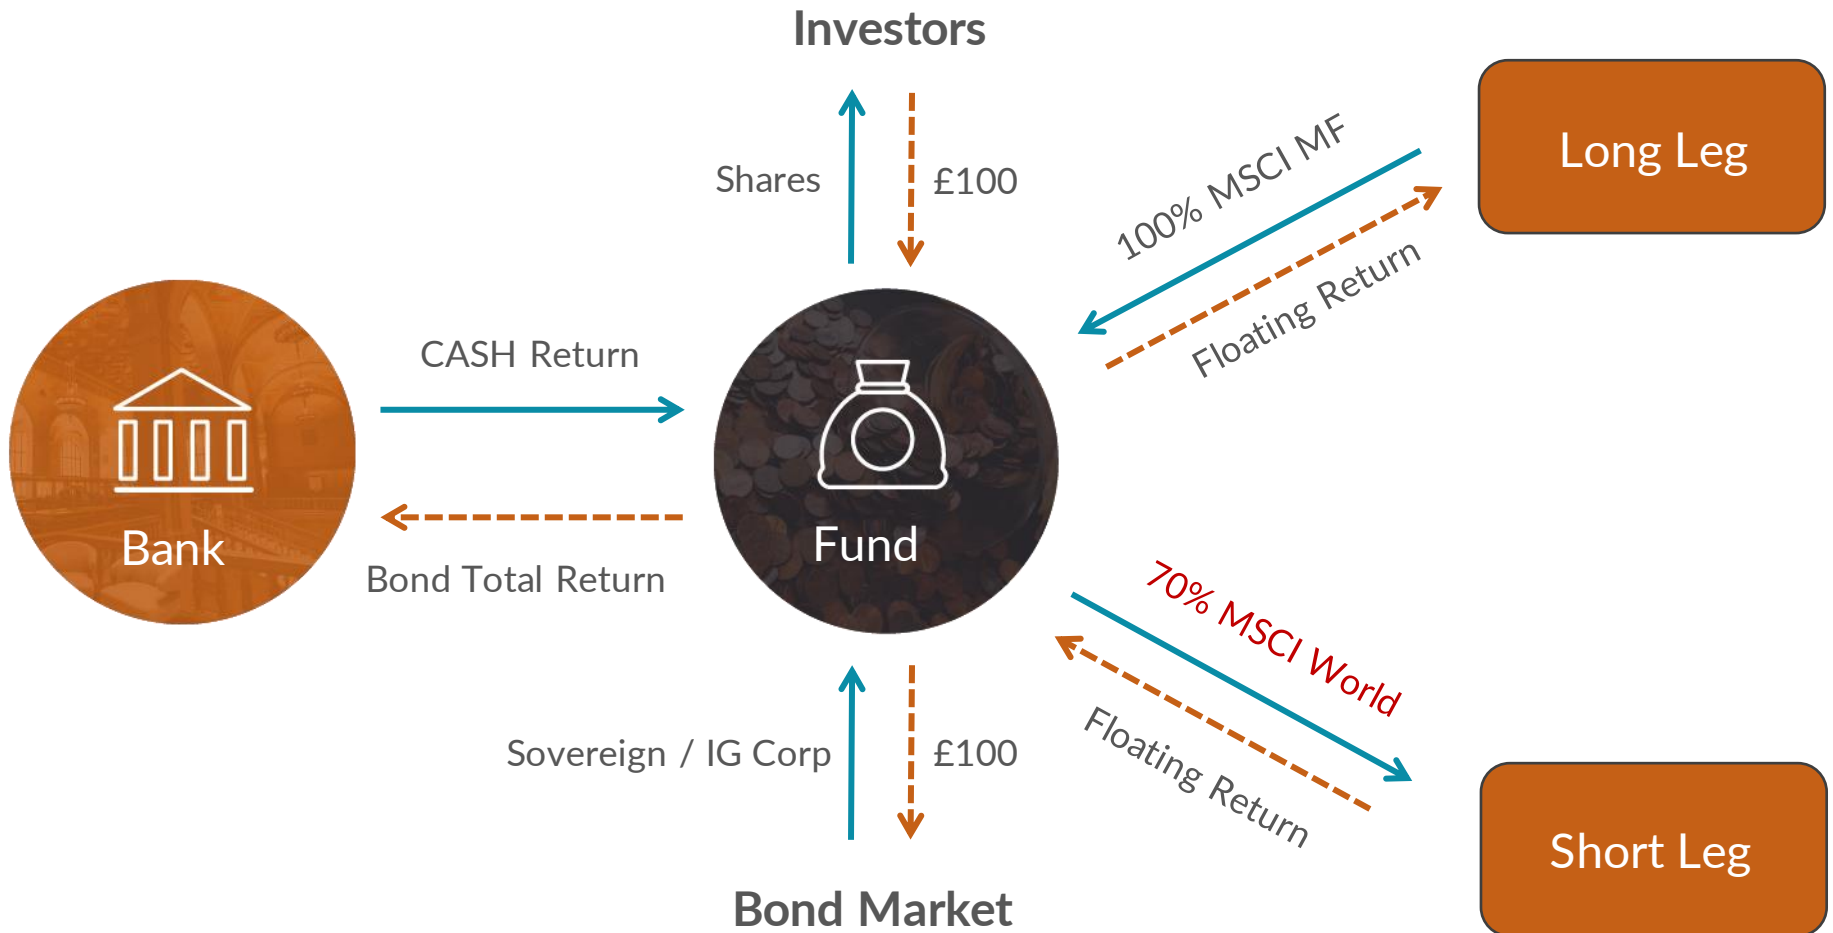 Investors
Shares
£100
100% MSCI MF
Floating Return
Long Leg
CASH Return
Bank
Bond Total Return
Fund
70% MSCI World
Floating Return
Sovereign / IG Corp
£100
Short Leg
Bond Market